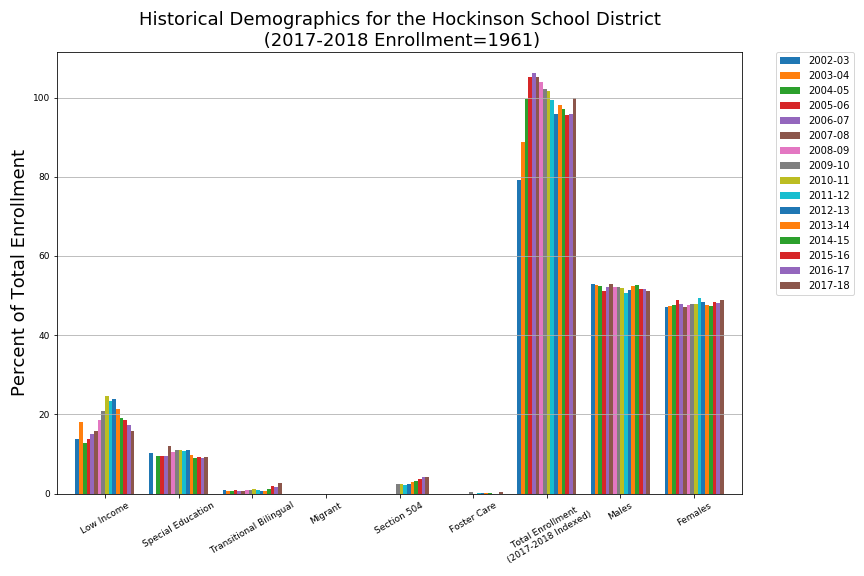 Historical Demographics for the Hockinson School District
(2017-2018 Enrollment=1961)
Percent of Total Enrollment
100
80
60
40
20
0
Low Income
Special Education
Transitional Bilingual
Migrant
Section 504
Foster Care
Total Enrollment
(2017-2018 Indexed)
Males
Females
2002-03
2003-04
2004-05
2005-06
2006-07
2007-08
2008-09
2009-10
2010-11
2011-12
2012-13
2013-14
2014-15
2015-16
2016-17
2017-18